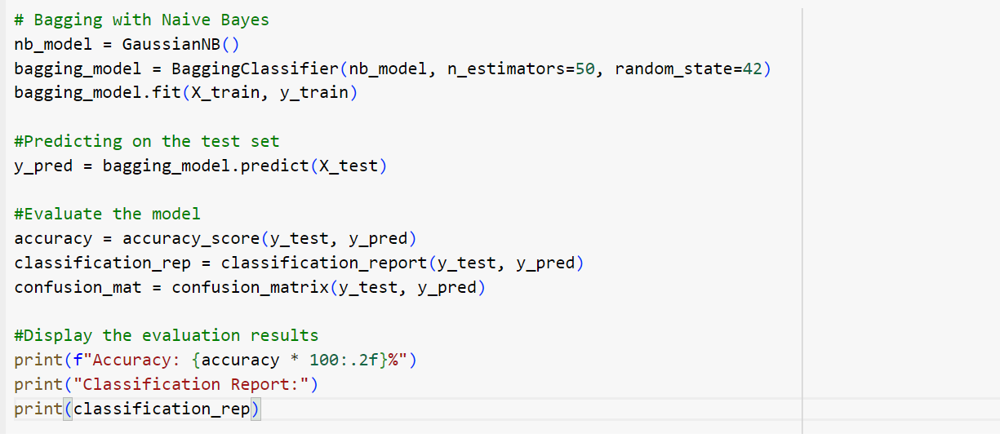 # Bagging with Naive Bayes
nb_model = GaussianNB()
bagging_model = BaggingClassifier(nb_model, n_estimators=50, random_state=42)
bagging_model.fit(X_train, y_train)
#Predicting on the test set
y_pred = bagging_model.predict(X_test)
#Evaluate the model
accuracy = accuracy_score(y_test, y_pred)
classification_rep = classification_report(y_test, y_pred)
confusion_mat = confusion_matrix(y_test, y_pred)
#Display the evaluation results
print(f"Accuracy: {accuracy * 100:.2f}%")
print("Classification Report:")
print(classification_rep)